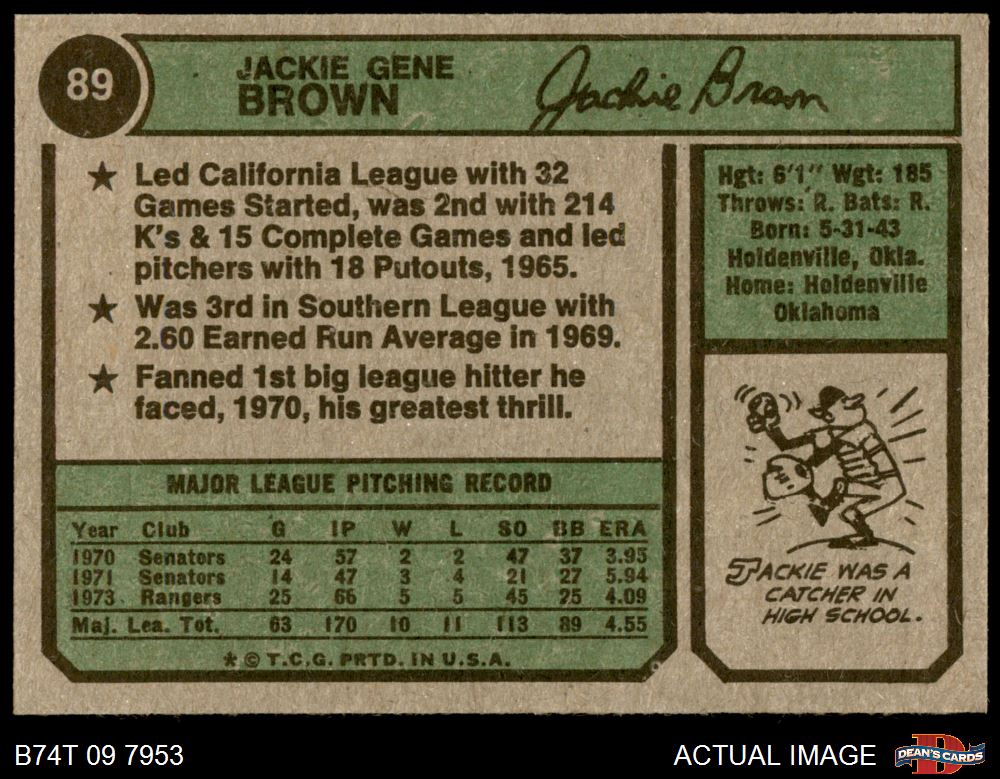 89
JACKIE GENE
BROWN
Jackie Brown
★ Led California League with 32
Games Started, was 2nd with 214
K's & 15 Complete Games and led
pitchers with 18 Putouts, 1965.
★ Was 3rd in Southern League with
2.60 Earned Run Average in 1969.
★ Fanned 1st big league hitter he
faced, 1970, his greatest thrill.
MAJOR LEAGUE PITCHING RECORD
Year Club G IP W L SO BB ERA
1970 Senators 24 57 2 2 47 37 3.95
1971 Senators 14 47 3 4 21 27 5.94
1973 Rangers 25 66 5 5 45 25 4.09
Maj. Lea. Tot. 63 170 10 11 113 89 4.55
* © T.C.G. PRTD. IN U.S.A.
Hgt: 6'1" Wgt: 185
Throws: R. Bats: R.
Born: 5-31-43
Holdenville, Okla.
Home: Holdenville
Oklahoma
JACKIE WAS A
CATCHER IN
HIGH SCHOOL.
B74T 09 7953
ACTUAL IMAGE
DEAN'S CARDS